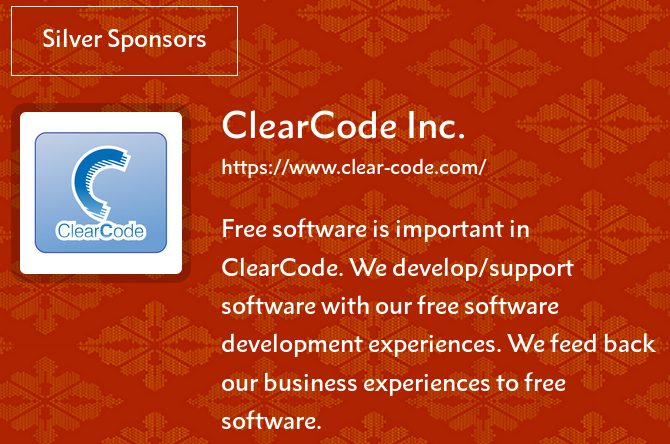 Silver Sponsors
ClearCode Inc.
https://www.clear-code.com/
ClearCode
Free software is important in
ClearCode. We develop/support
software with our free software
development experiences. We feed back
our business experiences to free
software.